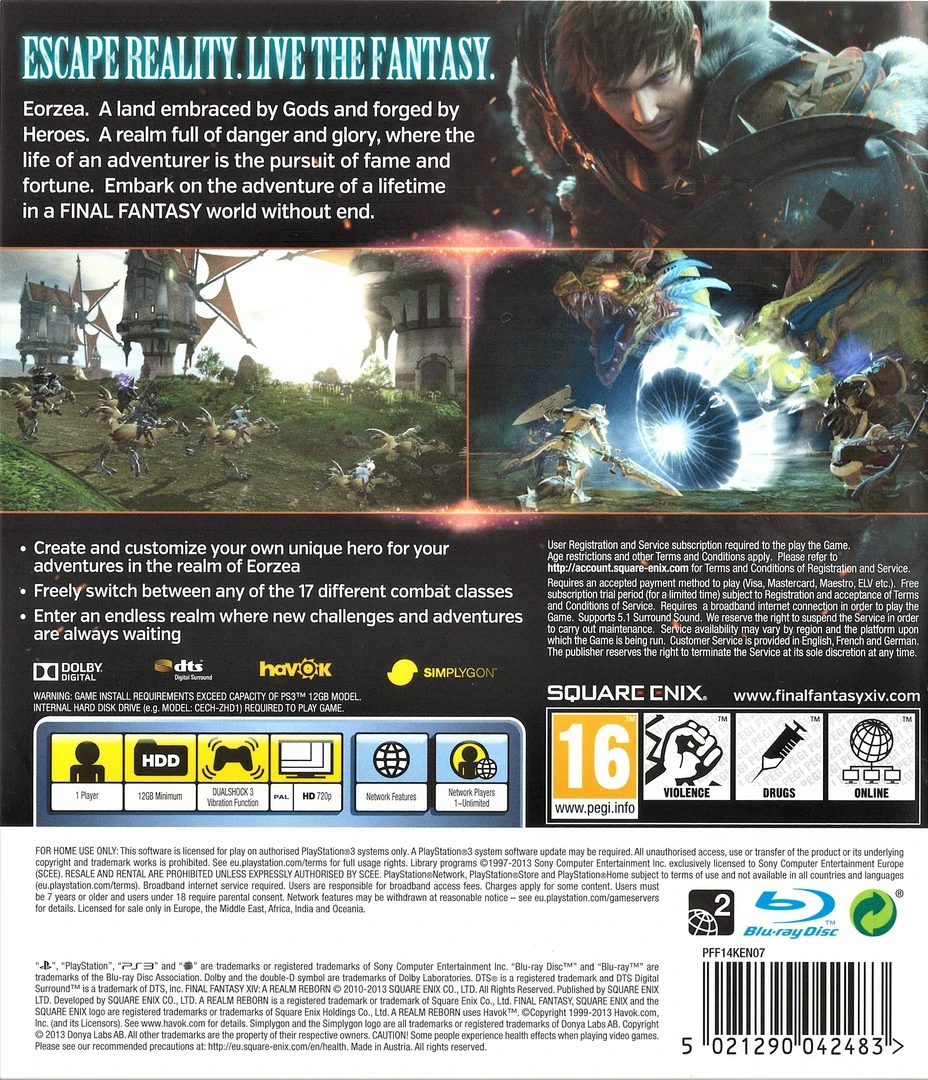 ESCAPE REALITY. LIVE THE FANTASY.
Eorzea. A land embraced by Gods and forged by
Heroes. A realm full of danger and glory, where the
life of an adventurer is the pursuit of fame and
fortune. Embark on the adventure of a lifetime
in a FINAL FANTASY world without end.
• Create and customize your own unique hero for your
adventures in the realm of Eorzea
• Freely switch between any of the 17 different combat classes
• Enter an endless realm where new challenges and adventures
are always waiting
User Registration and Service subscription required to the play the Game.
Age restrictions and other Terms and Conditions apply. Please refer to
http://account.square-enix.com for Terms and Conditions of Registration and Service.
Requires an accepted payment method to play (Visa, Mastercard, Maestro, ELV etc.). Free
subscription trial period (for a limited time) subject to Registration and acceptance of Terms
and Conditions of Service. Requires a broadband internet connection in order to play the
Game. Supports 5.1 Surround Sound. We reserve the right to suspend the Service in order
to carry out maintenance. Service availability may vary by region and the platform upon
which the Game is being run. Customer Service is provided in English, French and German.
The publisher reserves the right to terminate the Service at its sole discretion at any time.
DOLBY
DIGITAL
dts
Digital Surround
havok
SIMPLYGON™
WARNING: GAME INSTALL REQUIREMENTS EXCEED CAPACITY OF PS3™ 12GB MODEL.
INTERNAL HARD DISK DRIVE (e.g. MODEL: CECH-ZHD1) REQUIRED TO PLAY GAME.
SQUARE ENIX®
www.finalfantasyxiv.com
1 Player
HDD
12GB Minimum
DUALSHOCK 3
Vibration Function
PAL
HD 720p
Network Features
Network Players
1~Unlimited
16™
www.pegi.info
VIOLENCE
DRUGS
ONLINE
FOR HOME USE ONLY: This software is licensed for play on authorised PlayStation®3 systems only. A PlayStation®3 system software update may be required. All unauthorised access, use or transfer of the product or its underlying
copyright and trademark works is prohibited. See eu.playstation.com/terms for full usage rights. Library programs ©1997-2013 Sony Computer Entertainment Inc. exclusively licensed to Sony Computer Entertainment Europe
(SCEE). RESALE AND RENTAL ARE PROHIBITED UNLESS EXPRESSLY AUTHORISED BY SCEE. PlayStation®Network, PlayStation®Store and PlayStation®Home subject to terms of use and not available in all countries and languages
(eu.playstation.com/terms). Broadband internet service required. Users are responsible for broadband access fees. Charges apply for some content. Users must
be 7 years or older and users under 18 require parental consent. Network features may be withdrawn at reasonable notice – see eu.playstation.com/gameservers
for details. Licensed for sale only in Europe, the Middle East, Africa, India and Oceania.
2
Blu-ray Disc™
®
PFF14KEN07
“ ”, “PlayStation”, “PS3” and “ ” are trademarks or registered trademarks of Sony Computer Entertainment Inc. “Blu-ray Disc™” and “Blu-ray™” are
trademarks of the Blu-ray Disc Association. Dolby and the double-D symbol are trademarks of Dolby Laboratories. DTS® is a registered trademark and DTS Digital
Surround™ is a trademark of DTS, Inc. FINAL FANTASY XIV: A REALM REBORN © 2010-2013 SQUARE ENIX CO., LTD. All Rights Reserved. Published by SQUARE ENIX
LTD. Developed by SQUARE ENIX CO., LTD. A REALM REBORN is a registered trademark or trademark of Square Enix Co., Ltd. FINAL FANTASY, SQUARE ENIX and the
SQUARE ENIX logo are registered trademarks or trademarks of Square Enix Holdings Co., Ltd. A REALM REBORN uses Havok™. ©Copyright 1999-2013 Havok.com,
Inc. (and its Licensors). See www.havok.com for details. Simplygon and the Simplygon logo are all trademarks or registered trademarks of Donya Labs AB. Copyright
© 2013 Donya Labs AB. All other trademarks are the property of their respective owners. CAUTION! Some people experience health effects when playing video games.
Please see our recommended precautions at: http://eu.square-enix.com/en/health. Made in Austria. All rights reserved.
5 021290 042483 >